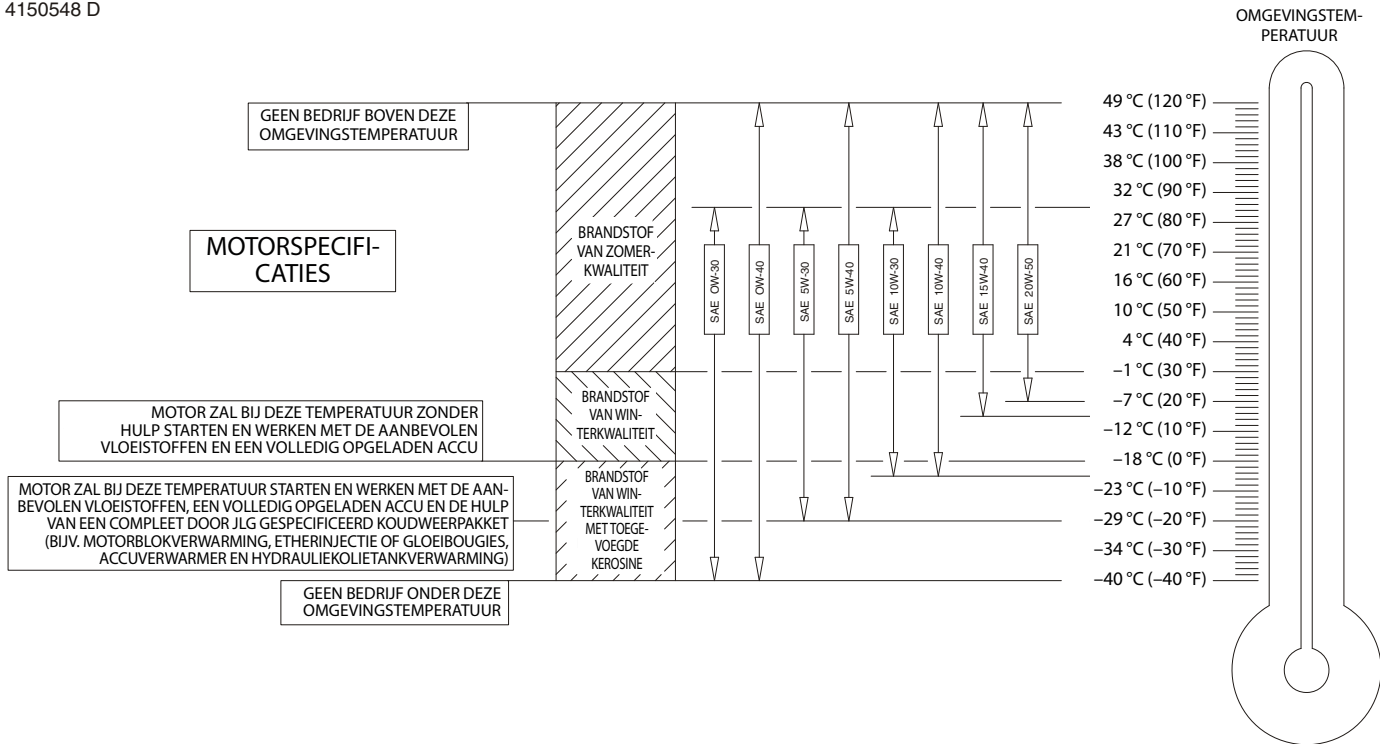 4150548 D
OMGEVINGSTEM-
PERATUUR
GEEN BEDRIJF BOVEN DEZE
OMGEVINGSTEMPERATUUR
MOTORSPECIFI-
CATIES
MOTOR ZAL BIJ DEZE TEMPERATUUR ZONDER
HULP STARTEN EN WERKEN MET DE AANBEVOLEN
VLOEISTOFFEN EN EEN VOLLEDIG OPGELADEN ACCU
MOTOR ZAL BIJ DEZE TEMPERATUUR STARTEN EN WERKEN MET DE AAN-
BEVOLEN VLOEISTOFFEN, EEN VOLLEDIG OPGELADEN ACCU EN DE HULP
VAN EEN COMPLEET DOOR JLG GESPECIFICEERD KOUDWEERPAKKET
(BIJV. MOTORBLOKVERWARMING, ETHERINJECTIE OF GLOEIBOUGIES,
ACCUVERWARMER EN HYDRAULIEKOLIETANKVERWARMING)
GEEN BEDRIJF ONDER DEZE
OMGEVINGSTEMPERATUUR
BRANDSTOF
VAN ZOMER-
KWALITEIT
BRANDSTOF
VAN WIN-
TERKWALITEIT
BRANDSTOF
VAN WIN-
TERKWALITEIT
MET TOEGE-
VOEGDE
KEROSINE
SAE OW-30
SAE OW-40
SAE 5W-30
SAE 5W-40
SAE 10W-30
SAE 10W-40
SAE 15W-40
SAE 20W-50
49 °C (120 °F)
43 °C (110 °F)
38 °C (100 °F)
32 °C (90 °F)
27 °C (80 °F)
21 °C (70 °F)
16 °C (60 °F)
10 °C (50 °F)
4 °C (40 °F)
–1 °C (30 °F)
–7 °C (20 °F)
–12 °C (10 °F)
–18 °C (0 °F)
–23 °C (–10 °F)
–29 °C (–20 °F)
–34 °C (–30 °F)
–40 °C (–40 °F)